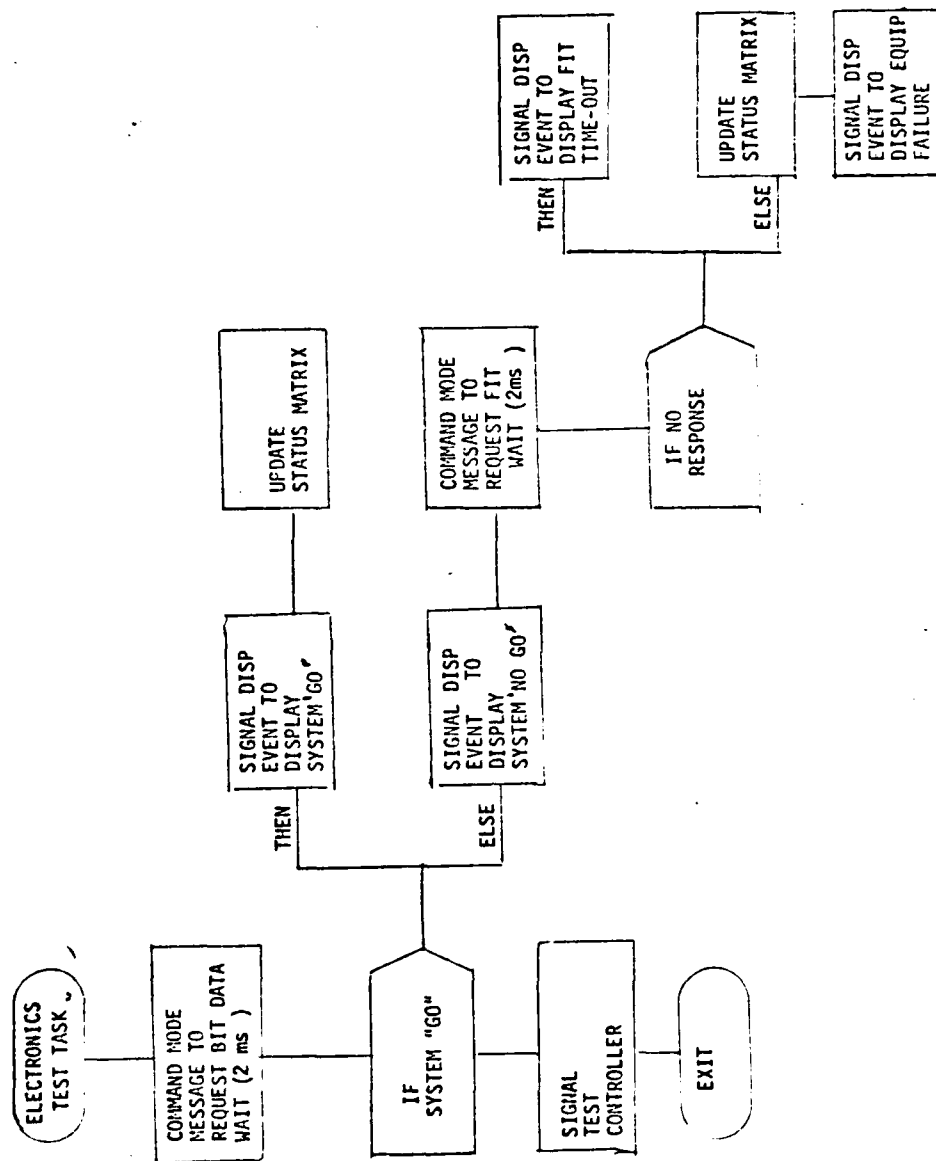 ELECTRONICS
TEST TASK
COMMAND MODE
MESSAGE TO
REQUEST BIT DATA
WAIT (2 ms )
IF
SYSTEM "GO"
THEN
SIGNAL DISP
EVENT TO
DISPLAY
SYSTEM 'GO'
UPDATE
STATUS MATRIX
ELSE
SIGNAL DISP
EVENT TO
DISPLAY
SYSTEM 'NO GO'
COMMAND MODE
MESSAGE TO
REQUEST FIT
WAIT (2ms )
IF NO
RESPONSE
THEN
SIGNAL DISP
EVENT TO
DISPLAY FIT
TIME-OUT
ELSE
UPDATE
STATUS MATRIX
SIGNAL DISP
EVENT TO
DISPLAY EQUIP
FAILURE
SIGNAL
TEST
CONTROLLER
EXIT